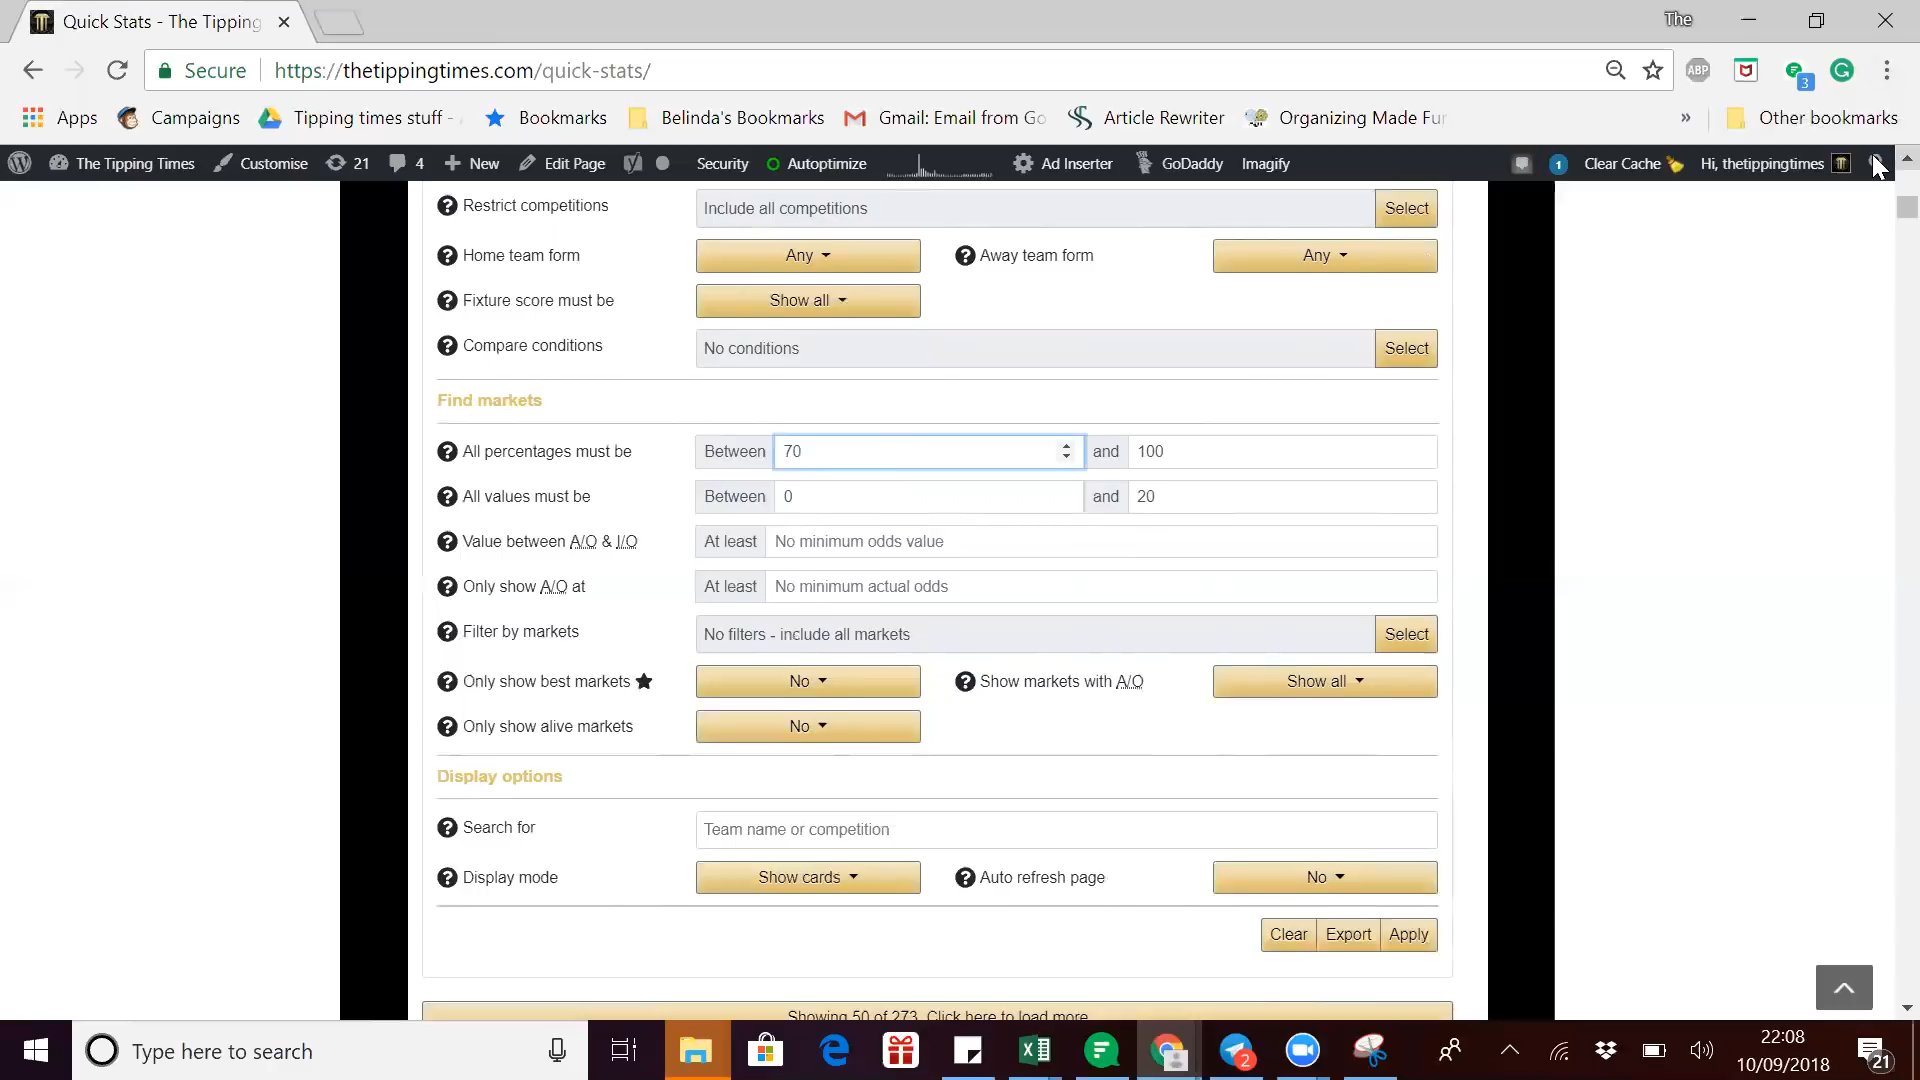 Quick Stats - The Tipping
The
Secure
https://thetippingtimes.com/quick-stats/
ABP
3
Apps
Campaigns
Tipping times stuff -
Bookmarks
Belinda's Bookmarks
Gmail: Email from Go
Article Rewriter
Organizing Made Fu
»
Other bookmarks
The Tipping Times
Customise
21
4
New
Edit Page
Security
Autoptimize
Ad Inserter
GoDaddy
Imagify
1
Clear Cache
Hi, thetippingtimes
Restrict competitions
Include all competitions
Select
Home team form
Any
Away team form
Any
Fixture score must be
Show all
Compare conditions
No conditions
Select
Find markets
All percentages must be
Between
70
and
100
All values must be
Between
0
and
20
Value between A/O & I/O
At least
No minimum odds value
Only show A/O at
At least
No minimum actual odds
Filter by markets
No filters - include all markets
Select
Only show best markets ★
No
Show markets with A/O
Show all
Only show alive markets
No
Display options
Search for
Team name or competition
Display mode
Show cards
Auto refresh page
No
Clear
Export
Apply
Showing 50 of 273. Click here to load more
Type here to search
2
22:08
10/09/2018
21